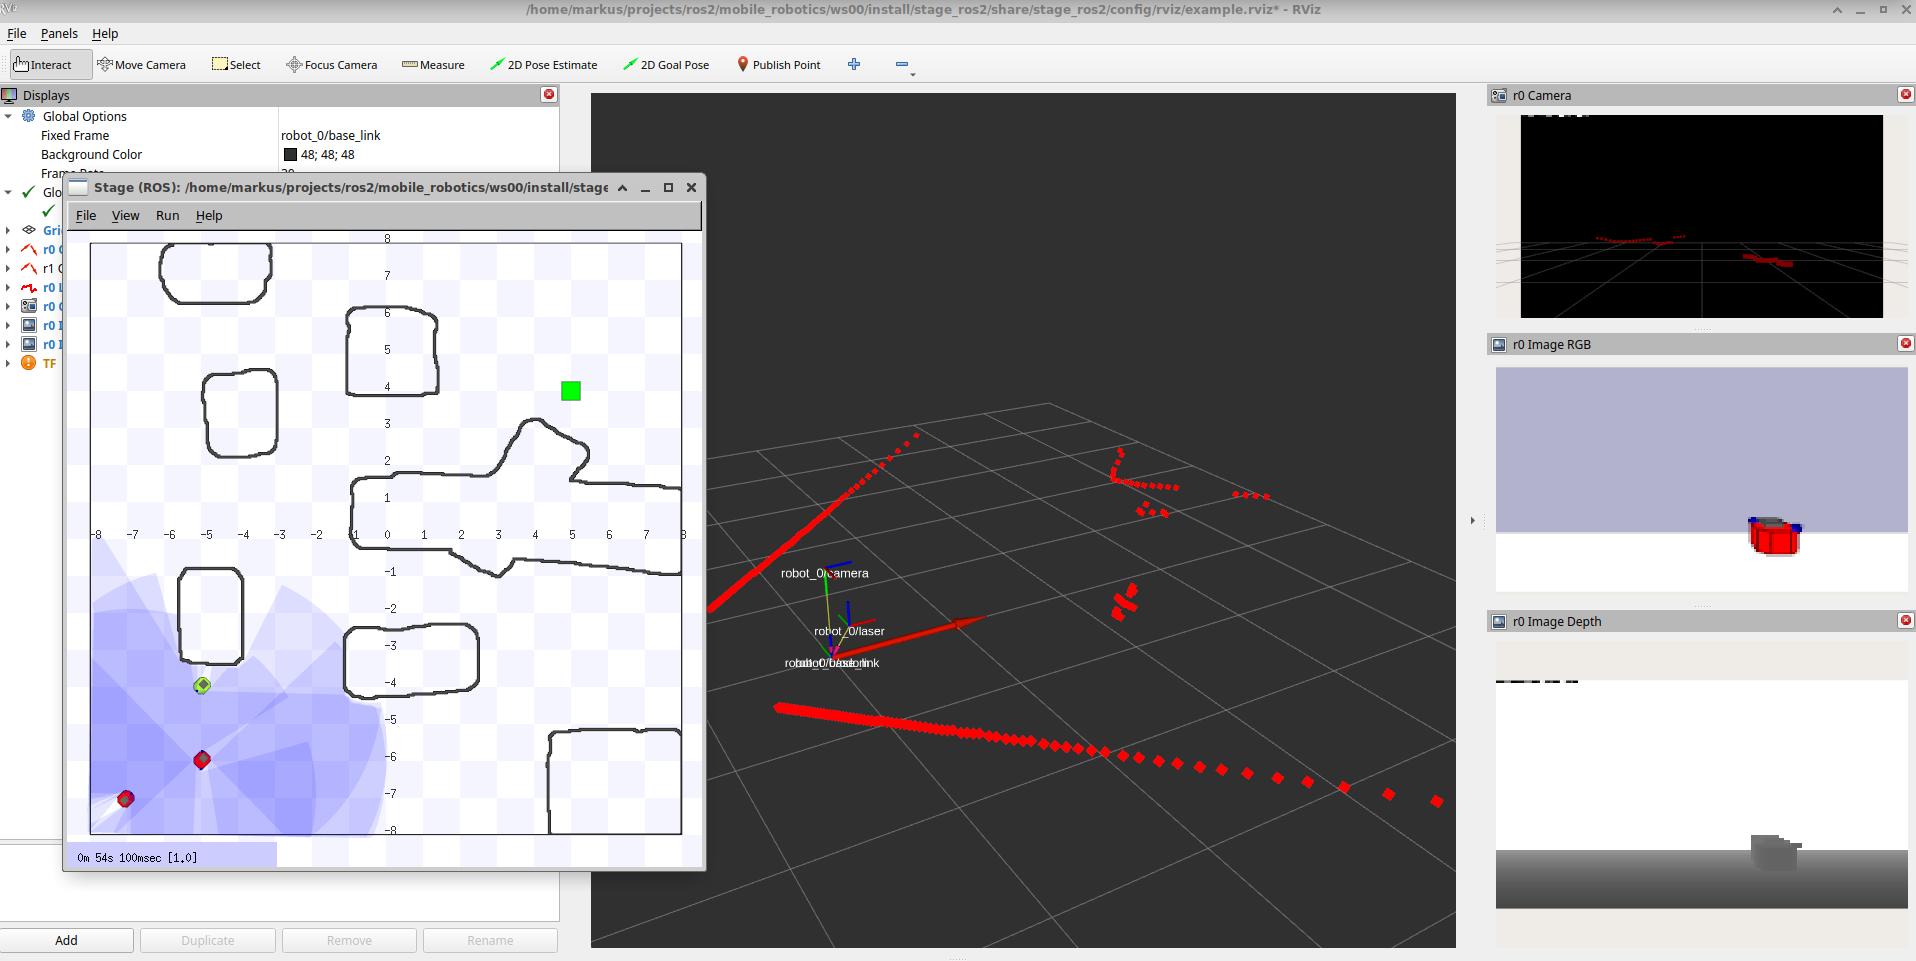 /home/markus/projects/ros2/mobile_robotics/ws00/install/stage_ros2/share/stage_ros2/config/rviz/example.rviz* - RViz
File Panels Help
Interact Move Camera Select Focus Camera Measure 2D Pose Estimate 2D Goal Pose Publish Point
Displays
Global Options
Fixed Frame robot_0/base_link
Background Color 48; 48; 48
Glo
Gri
r0
r1
r0
r0
r0 I
r0 I
TF
Add Duplicate Remove Rename
Stage (ROS): /home/markus/projects/ros2/mobile_robotics/ws00/install/stage
File View Run Help
8
7
6
5
4
3
2
1
-8 -7 -6 -5 -4 -3 -2 -1 0 1 2 3 4 5 6 7 8
-1
-2
-3
-4
-5
-6
-7
-8
0m 54s 100msec [1.0]
robot_0/camera
robot_0/laser
r0 Camera
r0 Image RGB
r0 Image Depth